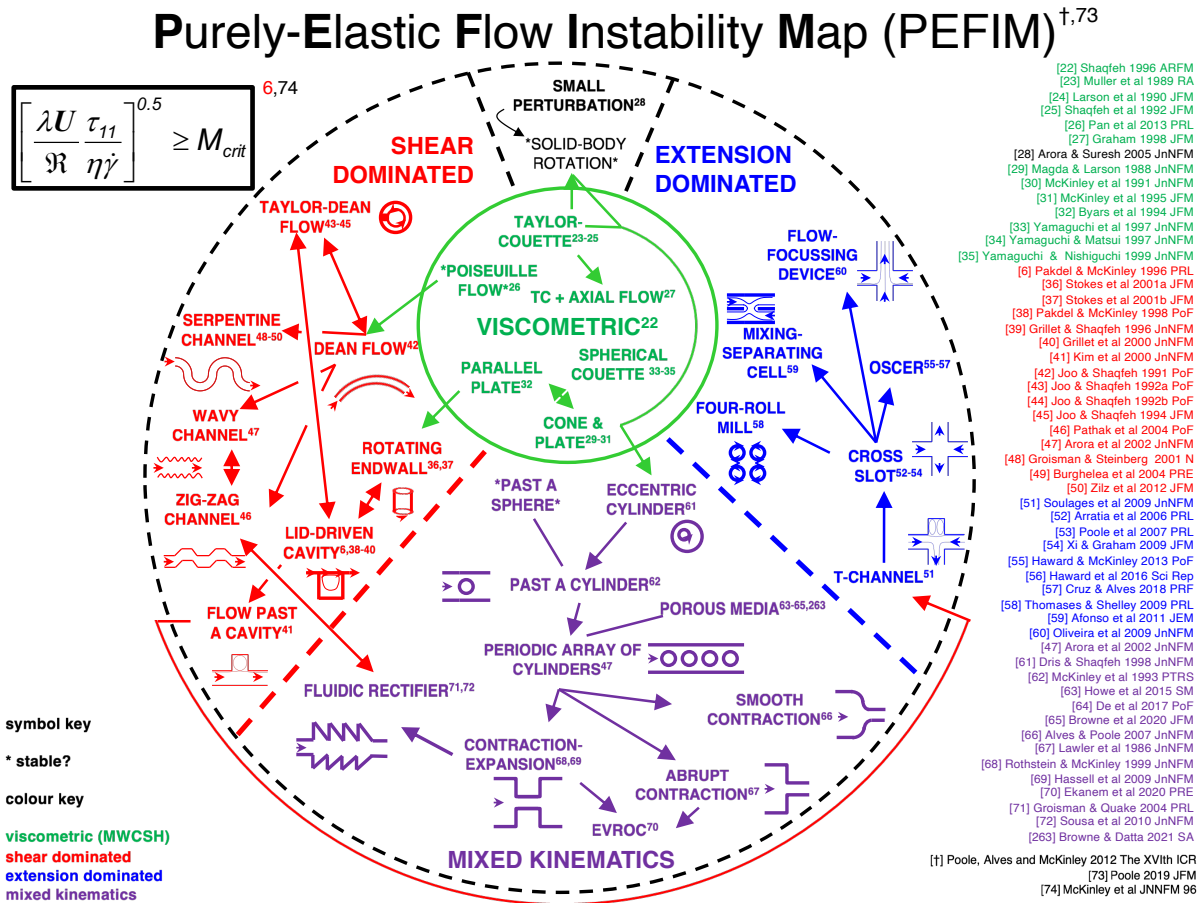 Purely-Elastic Flow Instability Map (PEFIM)†,73
[λU/ℜ τ11/ηγ̇]0.5 ≥ Mcrit
6,74
SMALL
PERTURBATION28
*SOLID-BODY
ROTATION*
SHEAR
DOMINATED
EXTENSION
DOMINATED
TAYLOR-DEAN
FLOW43-45
SERPENTINE
CHANNEL48-50
DEAN FLOW42
WAVY
CHANNEL47
ZIG-ZAG
CHANNEL46
ROTATING
ENDWALL36,37
LID-DRIVEN
CAVITY6,38-40
FLOW PAST
A CAVITY41
TAYLOR-
COUETTE23-25
*POISEUILLE
FLOW*26
TC + AXIAL FLOW27
VISCOMETRIC22
PARALLEL
PLATE32
SPHERICAL
COUETTE 33-35
CONE &
PLATE29-31
FLOW-
FOCUSSING
DEVICE60
MIXING-
SEPARATING
CELL59
OSCER55-57
FOUR-ROLL
MILL58
CROSS
SLOT52-54
T-CHANNEL51
*PAST A
SPHERE*
ECCENTRIC
CYLINDER61
PAST A CYLINDER62
POROUS MEDIA63-65,263
PERIODIC ARRAY OF
CYLINDERS47
FLUIDIC RECTIFIER71,72
SMOOTH
CONTRACTION66
CONTRACTION-
EXPANSION68,69
ABRUPT
CONTRACTION67
EVROC70
MIXED KINEMATICS
symbol key
* stable?
colour key
viscometric (MWCSH)
shear dominated
extension dominated
mixed kinematics
[22] Shaqfeh 1996 ARFM
[23] Muller et al 1989 RA
[24] Larson et al 1990 JFM
[25] Shaqfeh et al 1992 JFM
[26] Pan et al 2013 PRL
[27] Graham 1998 JFM
[28] Arora & Suresh 2005 JnNFM
[29] Magda & Larson 1988 JnNFM
[30] McKinley et al 1991 JnNFM
[31] McKinley et al 1995 JFM
[32] Byars et al 1994 JFM
[33] Yamaguchi et al 1997 JnNFM
[34] Yamaguchi & Matsui 1997 JnNFM
[35] Yamaguchi & Nishiguchi 1999 JnNFM
[6] Pakdel & McKinley 1996 PRL
[36] Stokes et al 2001a JFM
[37] Stokes et al 2001b JFM
[38] Pakdel & McKinley 1998 PoF
[39] Grillet & Shaqfeh 1996 JnNFM
[40] Grillet et al 2000 JnNFM
[41] Kim et al 2000 JnNFM
[42] Joo & Shaqfeh 1991 PoF
[43] Joo & Shaqfeh 1992a PoF
[44] Joo & Shaqfeh 1992b PoF
[45] Joo & Shaqfeh 1994 JFM
[46] Pathak et al 2004 PoF
[47] Arora et al 2002 JnNFM
[48] Groisman & Steinberg 2001 N
[49] Burghelea et al 2004 PRE
[50] Zilz et al 2012 JFM
[51] Soulages et al 2009 JnNFM
[52] Arratia et al 2006 PRL
[53] Poole et al 2007 PRL
[54] Xi & Graham 2009 JFM
[55] Haward & McKinley 2013 PoF
[56] Haward et al 2016 Sci Rep
[57] Cruz & Alves 2018 PRF
[58] Thomases & Shelley 2009 PRL
[59] Afonso et al 2011 JEM
[60] Oliveira et al 2009 JnNFM
[47] Arora et al 2002 JnNFM
[61] Dris & Shaqfeh 1998 JnNFM
[62] McKinley et al 1993 PTRS
[63] Howe et al 2015 SM
[64] De et al 2017 PoF
[65] Browne et al 2020 JFM
[66] Alves & Poole 2007 JnNFM
[67] Lawler et al 1986 JnNFM
[68] Rothstein & McKinley 1999 JnNFM
[69] Hassell et al 2009 JnNFM
[70] Ekanem et al 2020 PRE
[71] Groisman & Quake 2004 PRL
[72] Sousa et al 2010 JnNFM
[263] Browne & Datta 2021 SA
[†] Poole, Alves and McKinley 2012 The XVIth ICR
[73] Poole 2019 JFM
[74] McKinley et al JNNFM 96